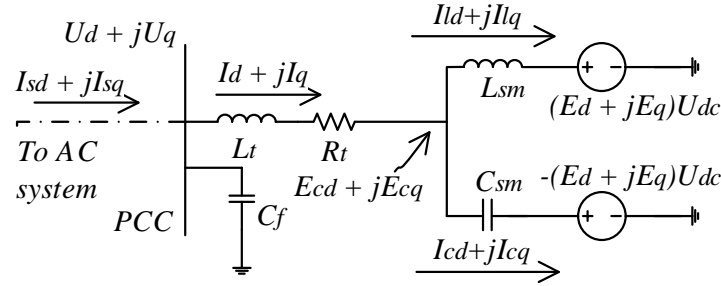 Ud + jUq
Isd + jIsq
Id + jIq
Ild+jIlq
To AC
system
PCC
Lt
Rt
Cf
Ecd + jEcq
Lsm
+ -
(Ed + jEq)Udc
Csm
-(Ed + jEq)Udc
+ -
Icd+jIcq